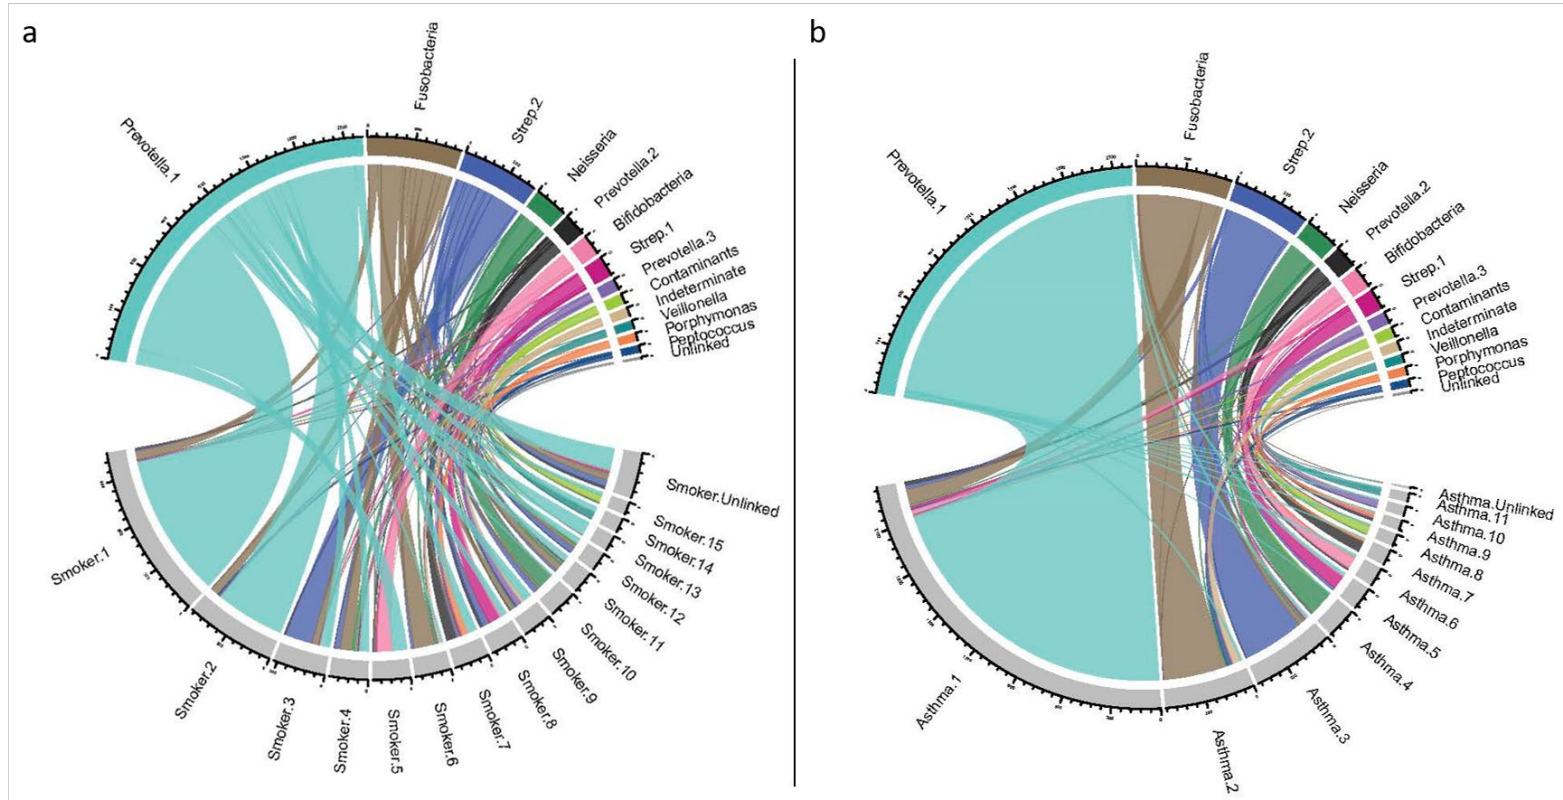 a
Prevotella.1
Fusobacteria
Strep.2
Neisseria
Prevotella.2
Bifidobacteria
Strep.1
Prevotella.3
Contaminants
Indeterminate
Veillonella
Porphymonas
Peptococcus
Unlinked
Smoker.Unlinked
Smoker.15
Smoker.14
Smoker.13
Smoker.12
Smoker.11
Smoker.10
Smoker.9
Smoker.8
Smoker.7
Smoker.6
Smoker.5
Smoker.4
Smoker.3
Smoker.2
Smoker.1
b
Prevotella.1
Fusobacteria
Strep.2
Neisseria
Prevotella.2
Bifidobacteria
Strep.1
Prevotella.3
Contaminants
Indeterminate
Veillonella
Porphymonas
Peptococcus
Unlinked
Asthma.Unlinked
Asthma.11
Asthma.10
Asthma.9
Asthma.8
Asthma.7
Asthma.6
Asthma.5
Asthma.4
Asthma.3
Asthma.2
Asthma.1